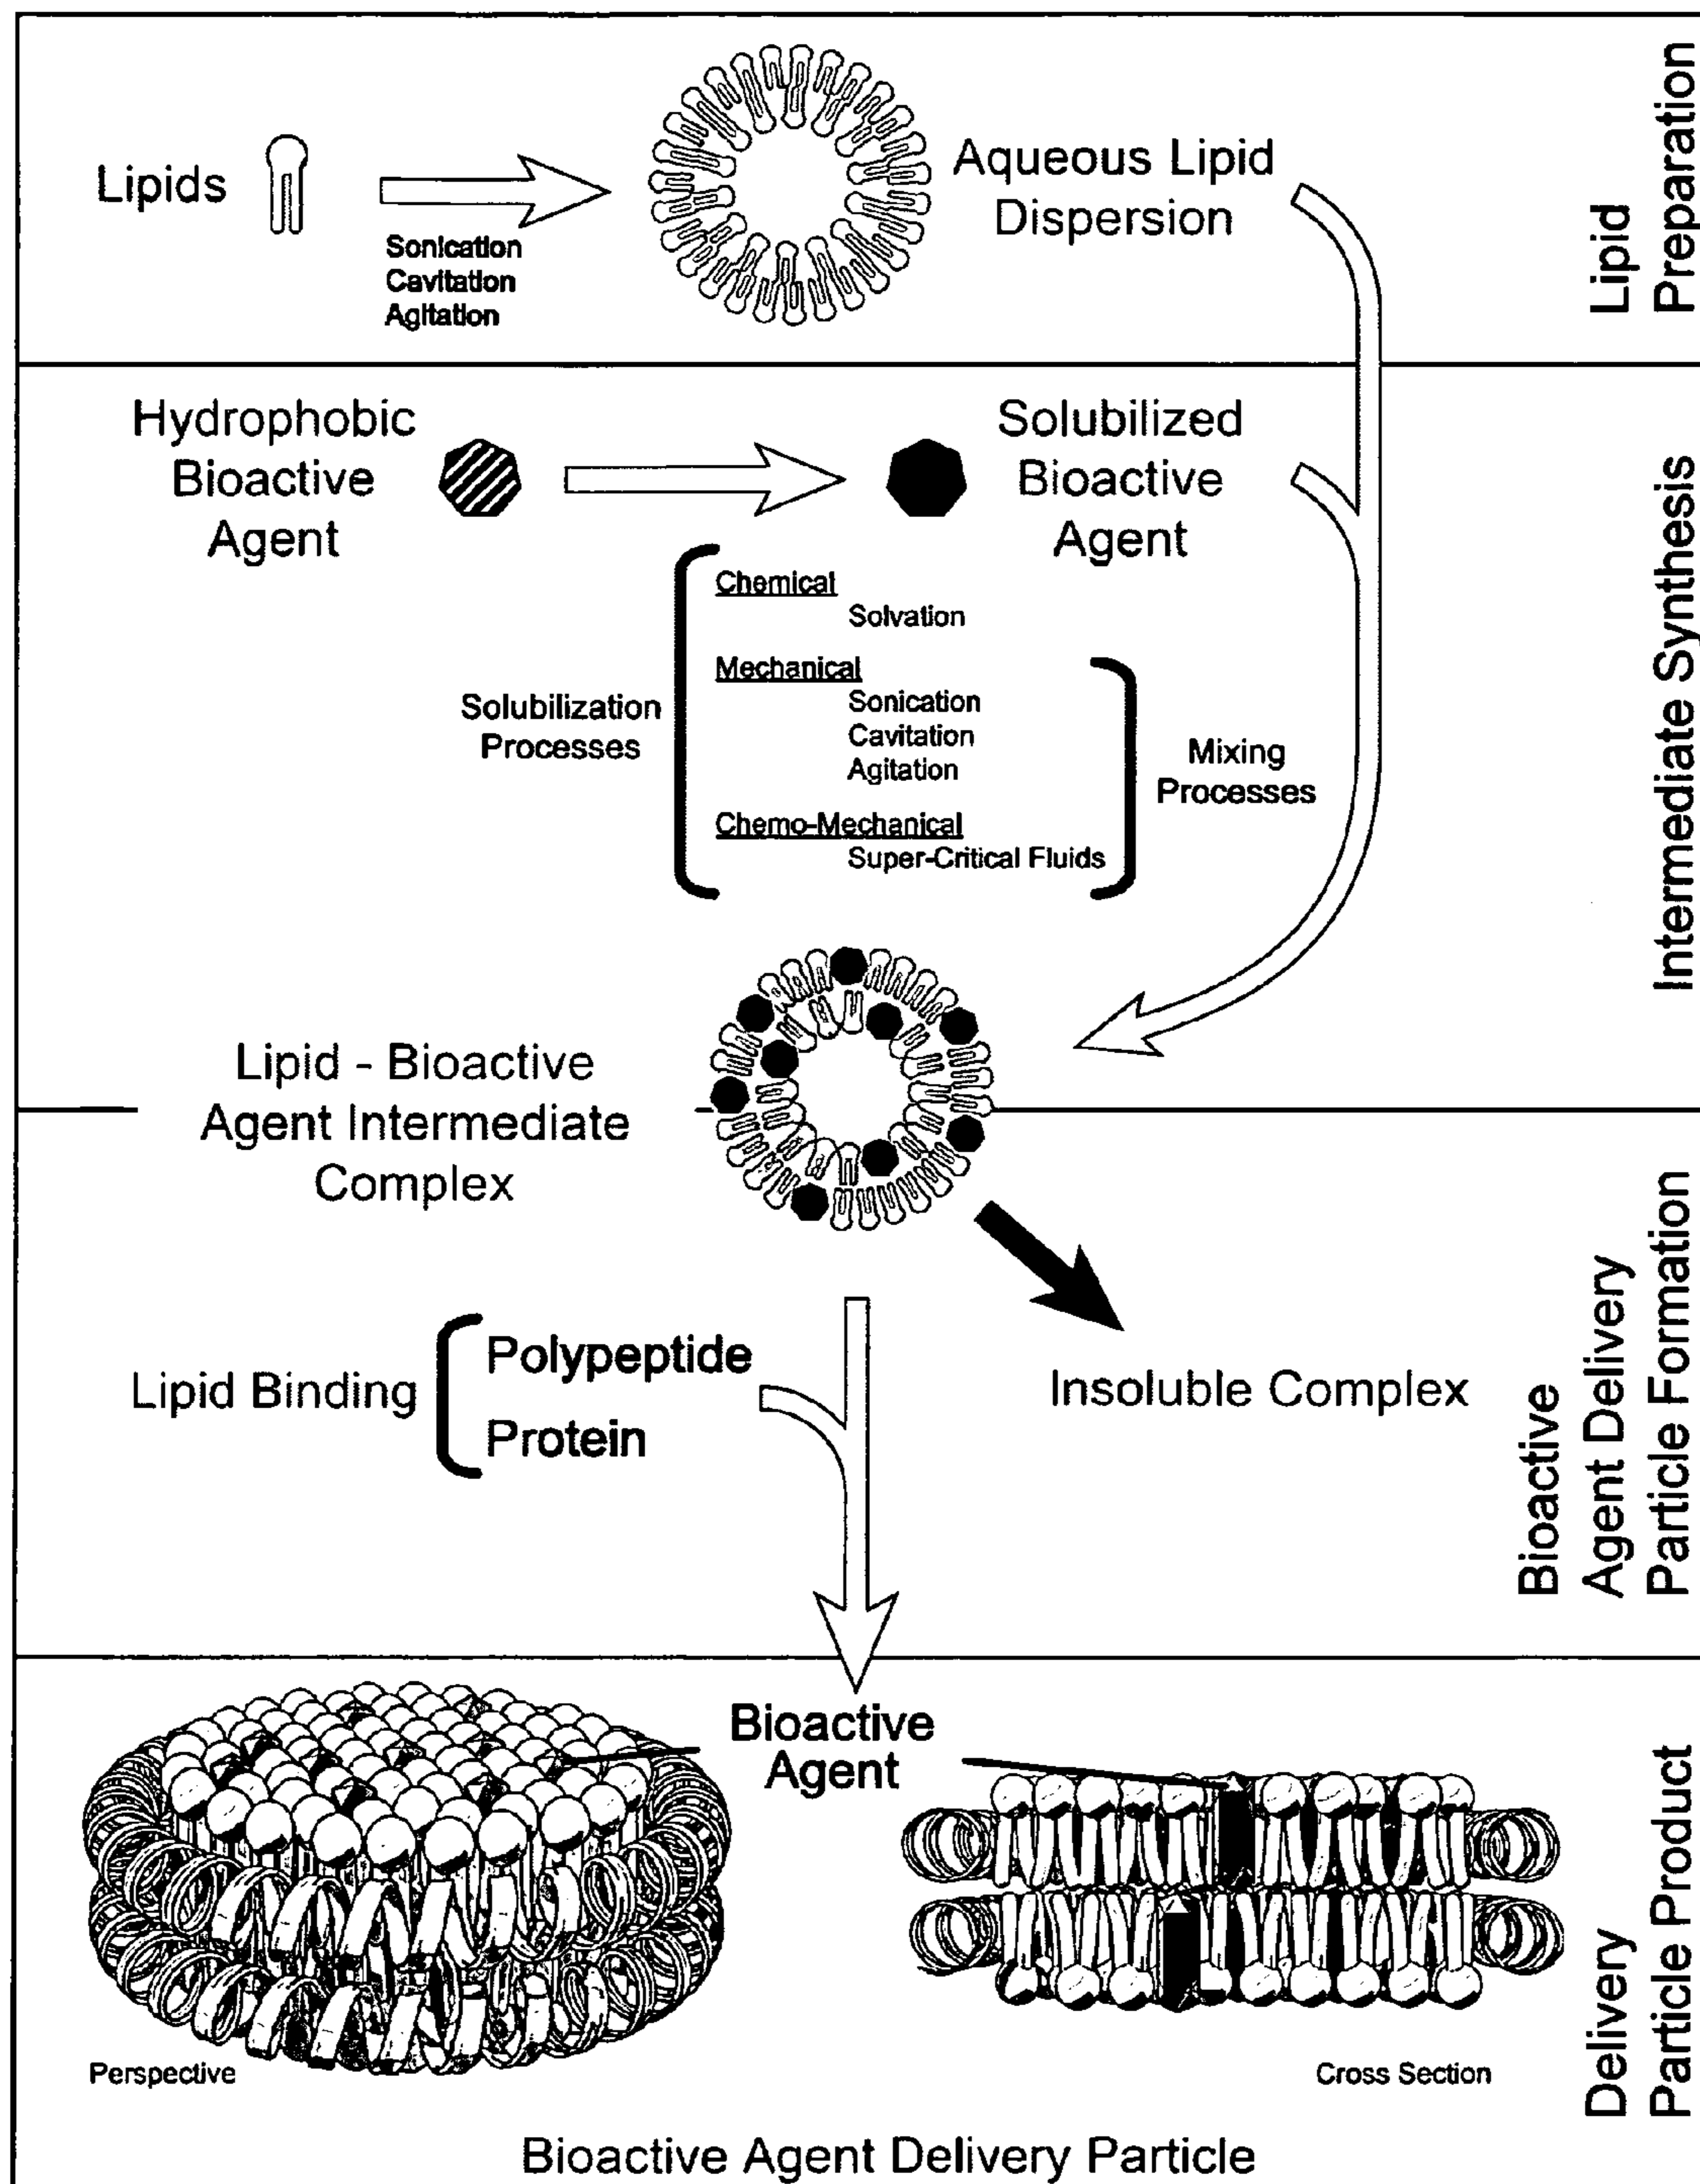 Lipids
Sonication
Cavitation
Agitation
Aqueous Lipid
Dispersion
Lipid
Preparation
Hydrophobic
Bioactive
Agent
Solubilized
Bioactive
Agent
Solubilization
Processes
Chemical
Solvation
Mechanical
Sonication
Cavitation
Agitation
Chemo-Mechanical
Super-Critical Fluids
Mixing
Processes
Intermediate Synthesis
Lipid - Bioactive
Agent Intermediate
Complex
Lipid Binding
Polypeptide
Protein
Insoluble Complex
Bioactive
Agent Delivery
Particle Formation
Bioactive
Agent
Perspective
Cross Section
Bioactive Agent Delivery Particle
Delivery
Particle Product